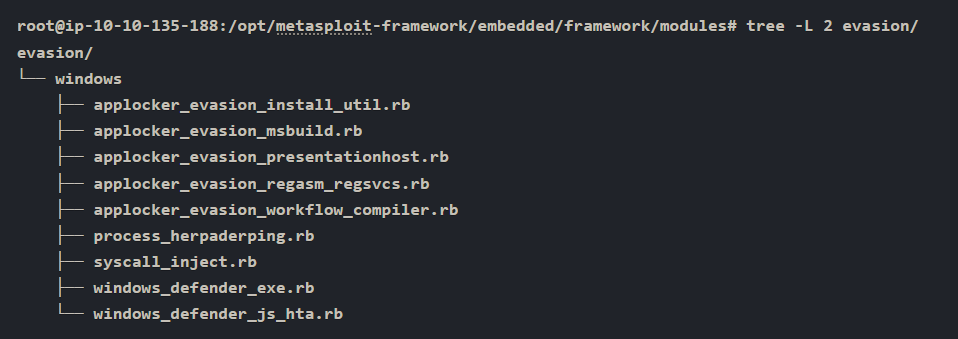 root@ip-10-10-135-188:/opt/metasploit-framework/embedded/framework/modules# tree -L 2 evasion/
evasion/
└── windows
    ├── applocker_evasion_install_util.rb
    ├── applocker_evasion_msbuild.rb
    ├── applocker_evasion_presentationhost.rb
    ├── applocker_evasion_regasm_regsvcs.rb
    ├── applocker_evasion_workflow_compiler.rb
    ├── process_herpaderping.rb
    ├── syscall_inject.rb
    ├── windows_defender_exe.rb
    └── windows_defender_js_hta.rb